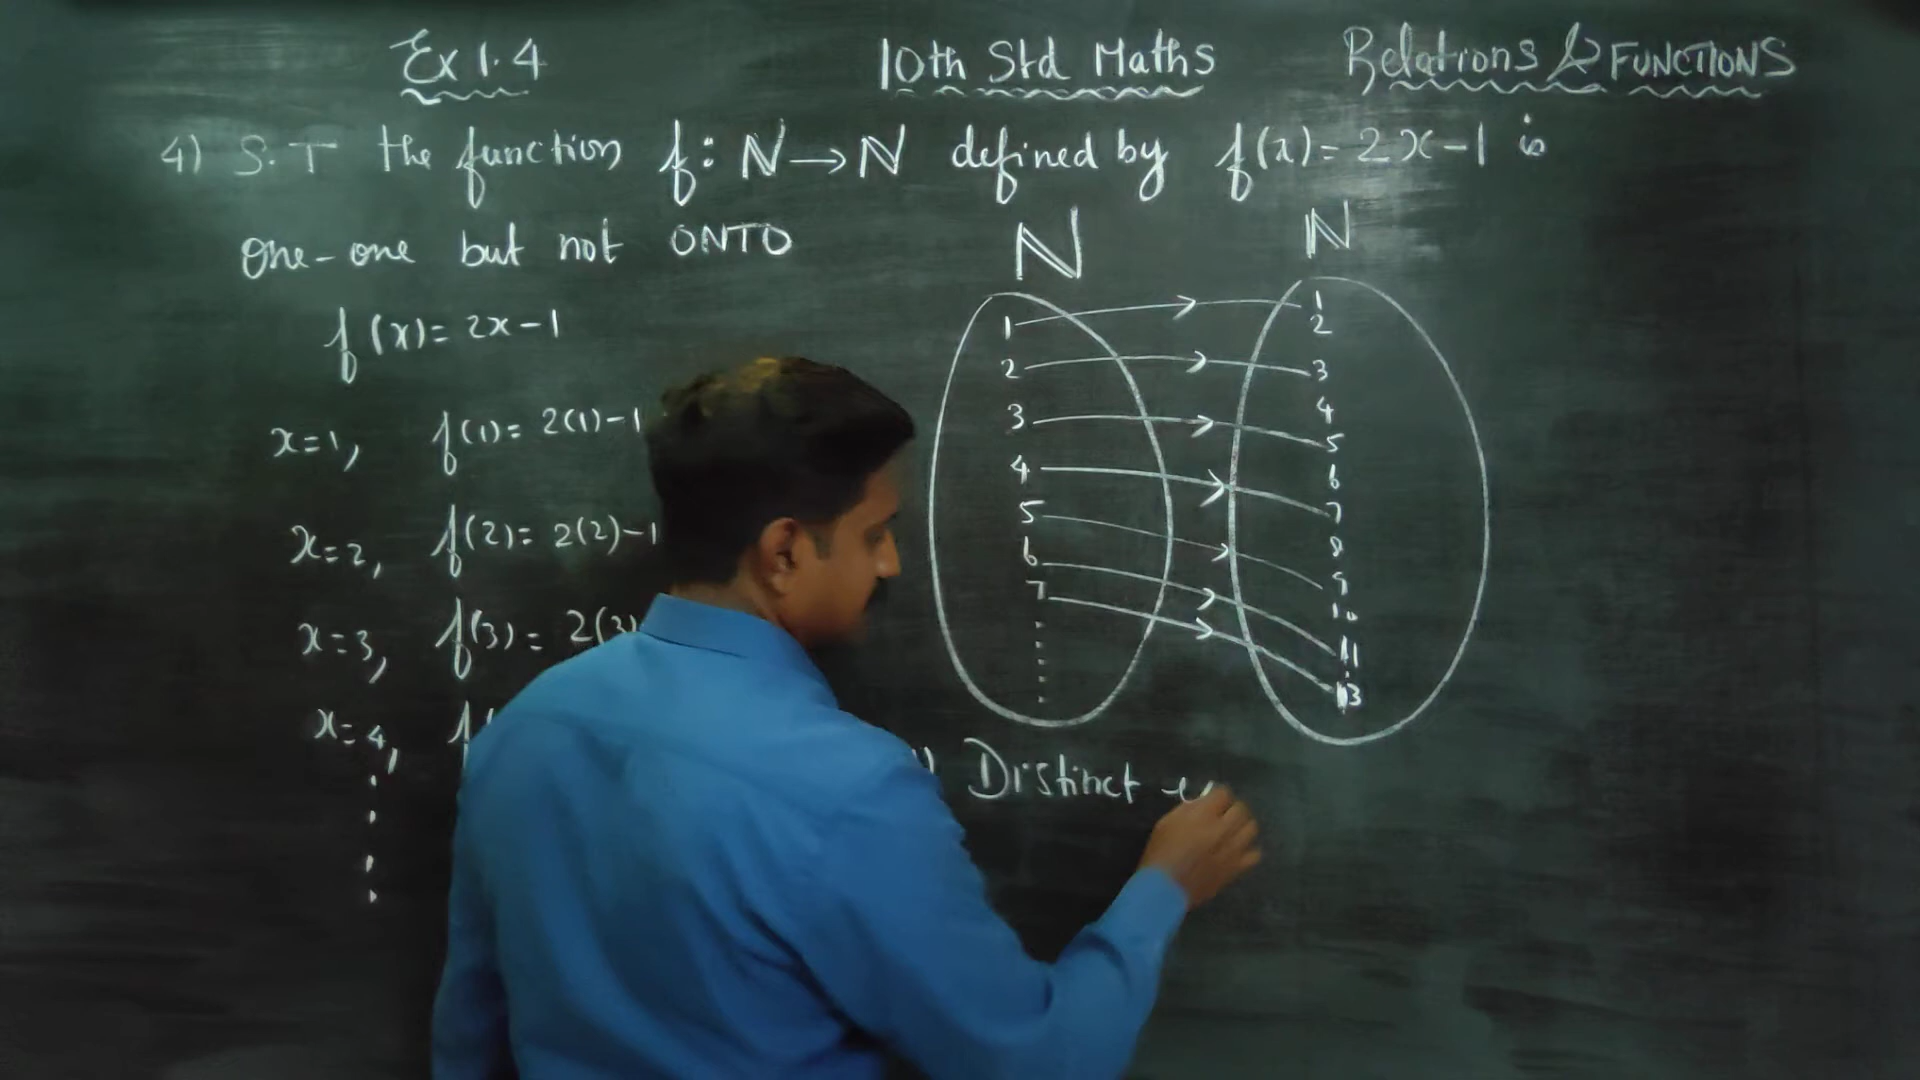 Ex 1.4 10th Std Maths Relations & FUNCTIONS
4) S.T the function f: N→N defined by f(x)=2x-1 is
one-one but not ONTO
N N
f(x)=2x-1
x=1, f(1)= 2(1)-1
x=2, f(2)= 2(2)-1
x=3, f(3)= 2(3)
x=4, f(
1
2
3
4
5
6
7
1
2
3
4
5
6
7
8
9
10
11
13
Distinct